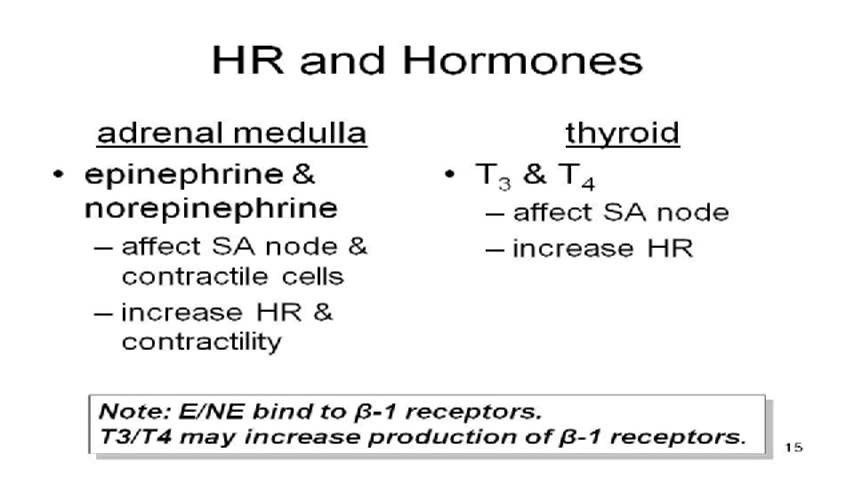 HR and Hormones
adrenal medulla
• epinephrine &
norepinephrine
– affect SA node &
contractile cells
– increase HR &
contractility
thyroid
• T₃ & T₄
– affect SA node
– increase HR
Note: E/NE bind to β-1 receptors.
T3/T4 may increase production of β-1 receptors.
15